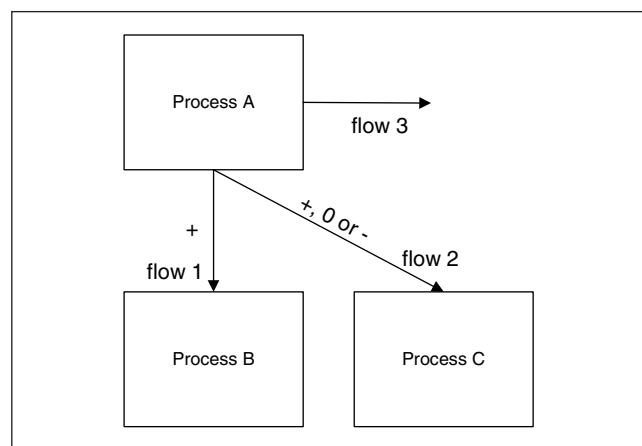 Process A
flow 3
+
+, 0 or -
flow 1
flow 2
Process B
Process C